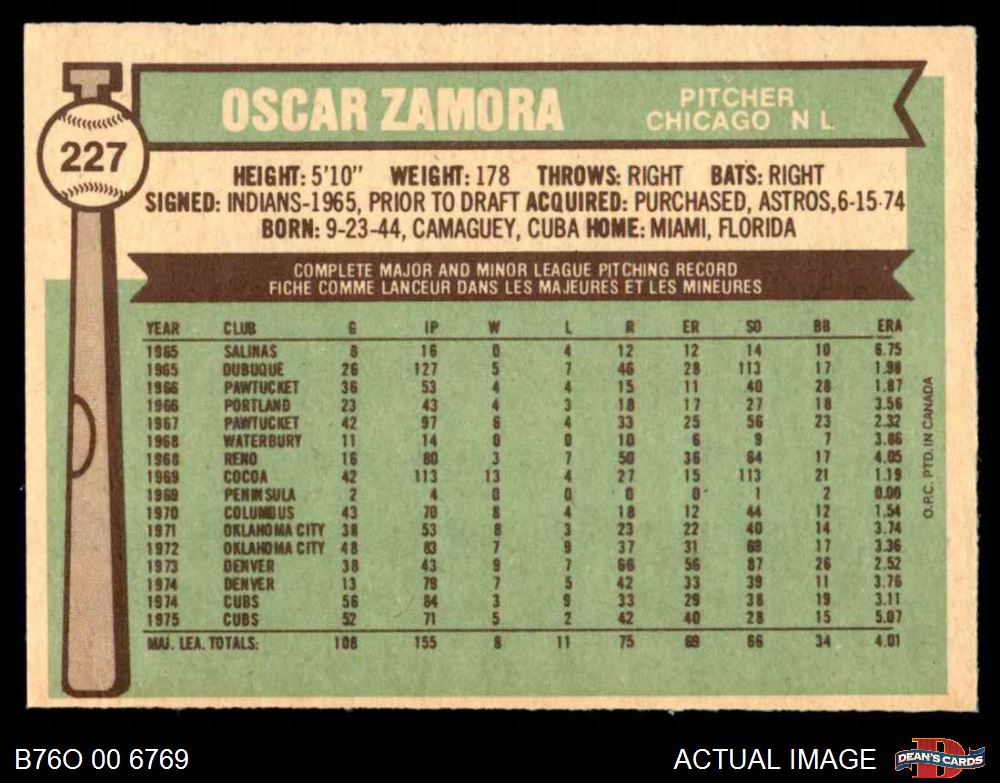 OSCAR ZAMORA
PITCHER
CHICAGO N L
227
HEIGHT: 5'10" WEIGHT: 178 THROWS: RIGHT BATS: RIGHT
SIGNED: INDIANS-1965, PRIOR TO DRAFT ACQUIRED: PURCHASED, ASTROS, 6-15-74
BORN: 9-23-44, CAMAGUEY, CUBA HOME: MIAMI, FLORIDA
COMPLETE MAJOR AND MINOR LEAGUE PITCHING RECORD
FICHE COMME LANCEUR DANS LES MAJEURES ET LES MINEURES
YEAR CLUB G IP W L R ER SO BB ERA
1965 SALINAS 8 16 0 4 12 12 14 10 6.75
1965 DUBUQUE 26 127 5 7 46 28 113 17 1.98
1966 PAWTUCKET 36 53 4 4 15 11 40 28 1.87
1966 PORTLAND 23 43 4 3 18 17 27 18 3.56
1967 PAWTUCKET 42 97 6 4 33 25 56 23 2.32
1968 WATERBURY 11 14 0 0 10 6 9 7 3.86
1968 RENO 16 80 3 7 50 36 64 17 4.05
1969 COCOA 42 113 13 4 27 15 113 21 1.19
1969 PENINSULA 2 4 0 0 0 0 1 2 0.00
1970 COLUMBUS 43 70 8 4 18 12 44 12 1.54
1971 OKLAHOMA CITY 38 53 8 3 23 22 40 14 3.74
1972 OKLAHOMA CITY 48 83 7 9 37 31 68 17 3.36
1973 DENVER 38 43 9 7 66 56 87 26 2.52
1974 DENVER 13 79 7 5 42 33 39 11 3.76
1974 CUBS 56 84 3 9 33 29 38 19 3.11
1975 CUBS 52 71 5 2 42 40 28 15 5.07
MAJ. LEA. TOTALS: 108 155 8 11 75 69 66 34 4.01
O.P.C. PTD. IN CANADA
B76O 00 6769
ACTUAL IMAGE
DEAN'S CARDS